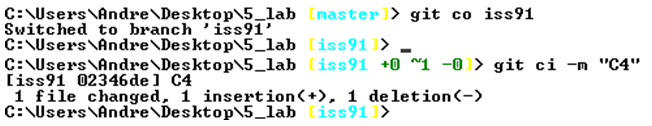 C:\Users\Andre\Desktop\5_lab [master]> git co iss91
Switched to branch 'iss91'
C:\Users\Andre\Desktop\5_lab [iss91]> _
C:\Users\Andre\Desktop\5_lab [iss91 +0 ~1 -0]> git ci -m "C4"
[iss91 02346de] C4
 1 file changed, 1 insertion(+), 1 deletion(-)
C:\Users\Andre\Desktop\5_lab [iss91]>